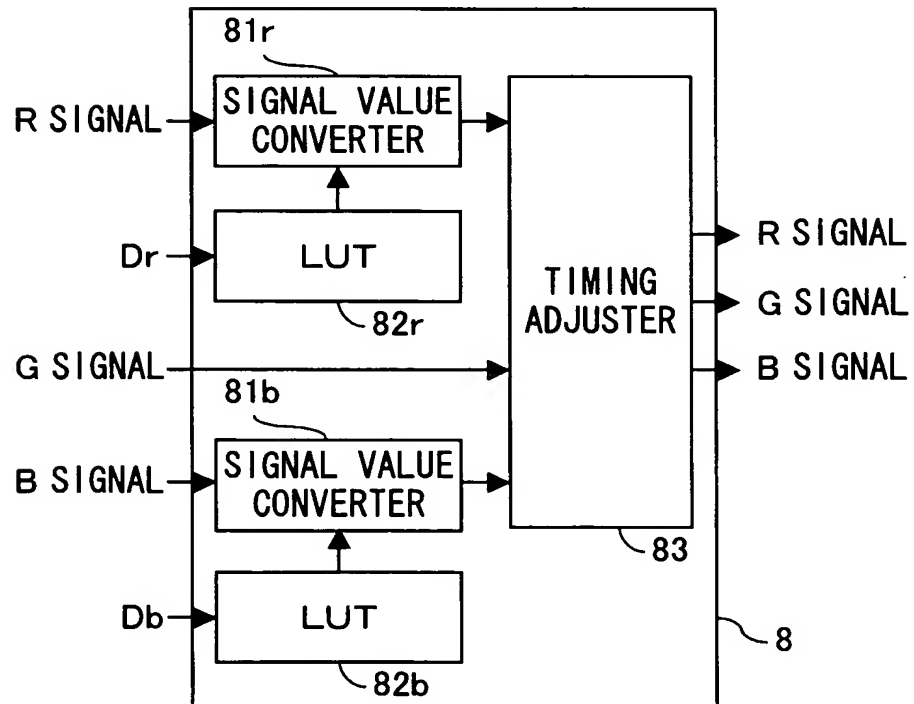 81r
R SIGNAL
SIGNAL VALUE
CONVERTER
Dr
LUT
82r
R SIGNAL
TIMING
ADJUSTER
G SIGNAL
B SIGNAL
G SIGNAL
81b
B SIGNAL
SIGNAL VALUE
CONVERTER
83
Db
LUT
8
82b